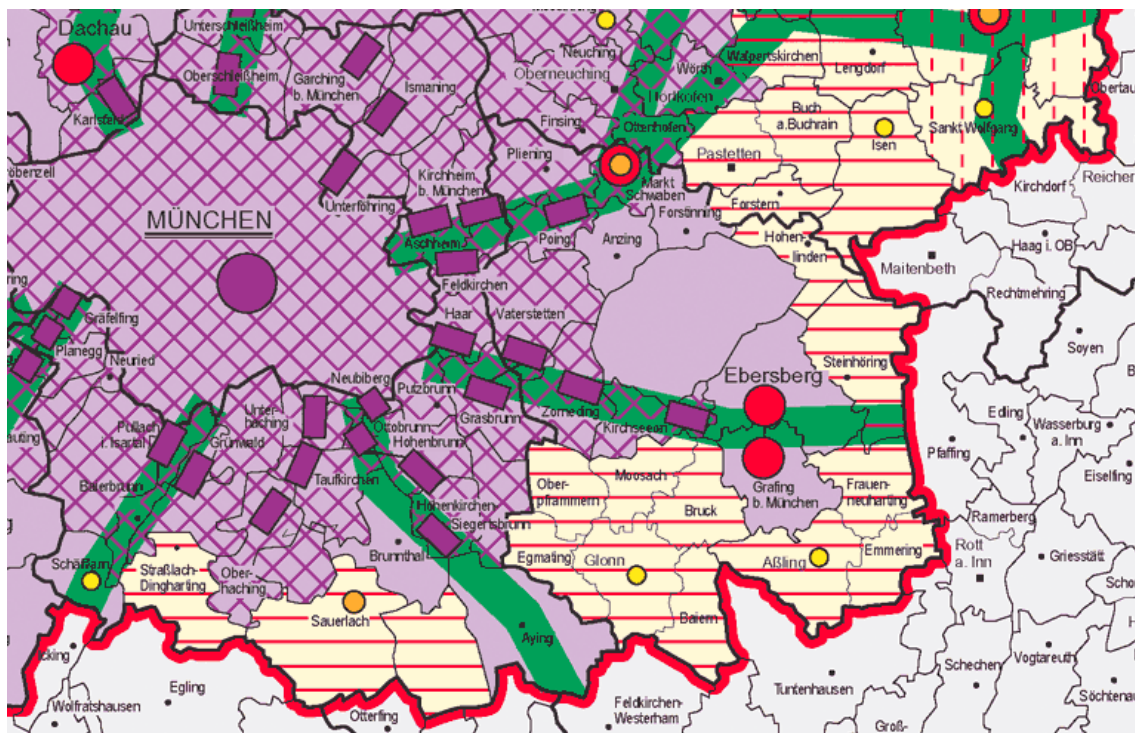 Dachau
Unterschleißheim
Oberschleißheim
Garching
b. München
Ismaning
Karlsfeld
Neuching
Oberneuching
Finsing
Wörth
Hörlkofen
Ottenhofen
Walpertskirchen
Lengdorf
Buch
a.Buchrain
Isen
Sankt Wolfgang
Pastetten
Forstern
Kirchdorf
Haag i. OB
Maitenbeth
Rechtmehring
Soyen
Pliening
Kirchheim
b. München
Unterföhring
MÜNCHEN
Aschheim
Feldkirchen
Poing
Markt
Schwaben
Forstinning
Anzing
Hohen-
linden
Haar
Vaterstetten
Gräfelfing
Planegg
Neuried
Neubiberg
Putzbrunn
Grasbrunn
Zorneding
Kirchseeon
Ebersberg
Steinhöring
Unter-
haching
Ottobrunn
Hohenbrunn
Pullach
i. Isartal
Grünwald
Taufkirchen
Baierbrunn
Höhenkirchen
Siegertsbrunn
Ober-
pframmern
Moosach
Bruck
Grafing
b. München
Frauen-
neuharting
Edling
Wasserburg
a. Inn
Pfaffing
Eiselfing
Ramerberg
Rott
a. Inn
Griesstätt
Schäftlarn
Straßlach-
Dingharting
Ober-
haching
Brunnthal
Egmating
Glonn
Aßling
Emmering
Sauerlach
Aying
Baiern
Egling
Wolfratshausen
Otterfing
Feldkirchen-
Westerham
Tuntenhausen
Schechen
Vogtareuth
Söchtenau
Groß-